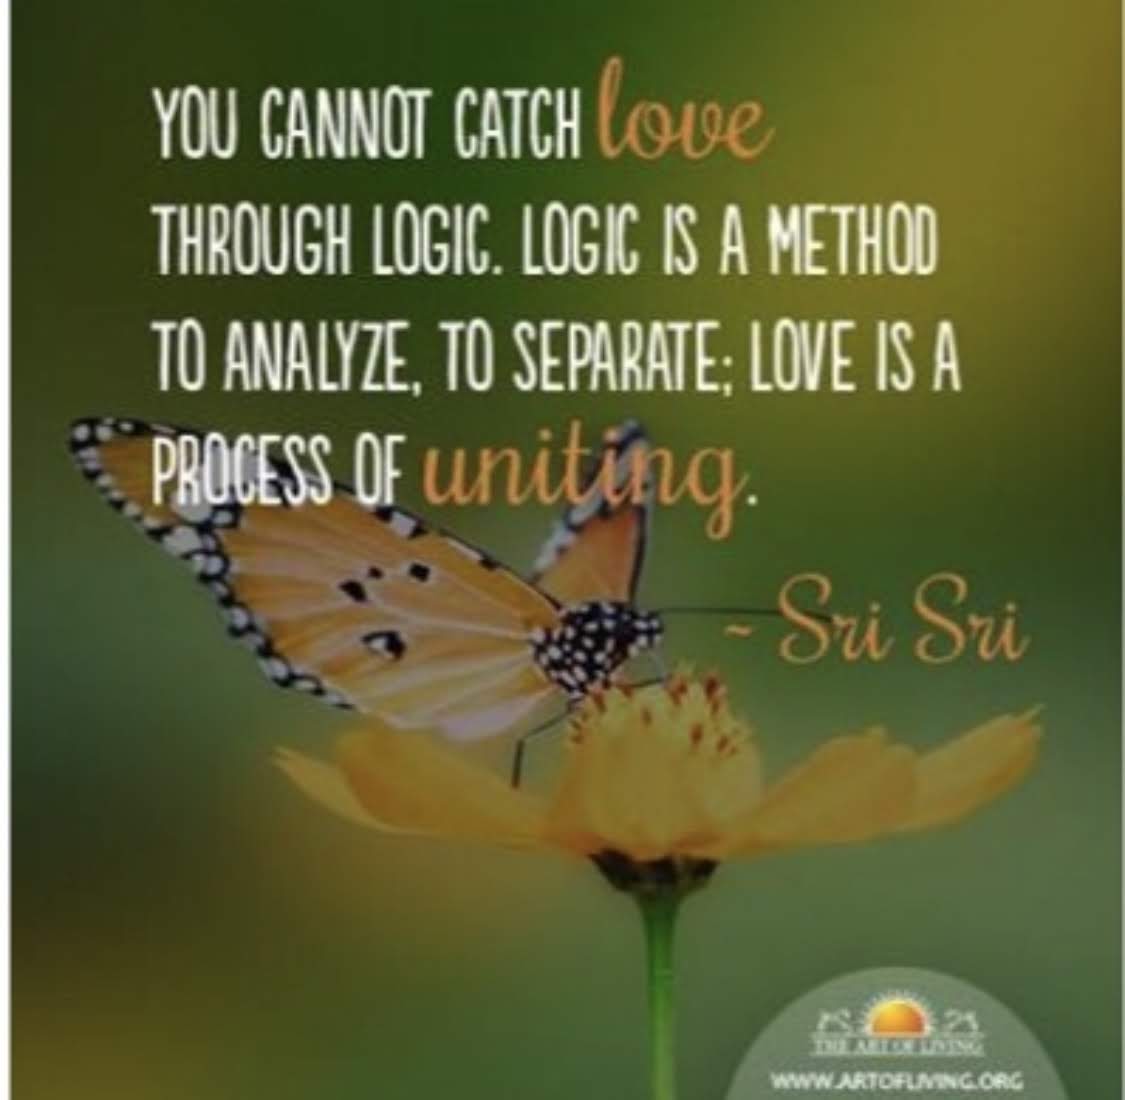 YOU CANNOT CATCH love
THROUGH LOGIC. LOGIC IS A METHOD
TO ANALYZE, TO SEPARATE; LOVE IS A
PROCESS OF uniting.
~ Sri Sri
THE ART OF LIVING
WWW.ARTOFLIVING.ORG